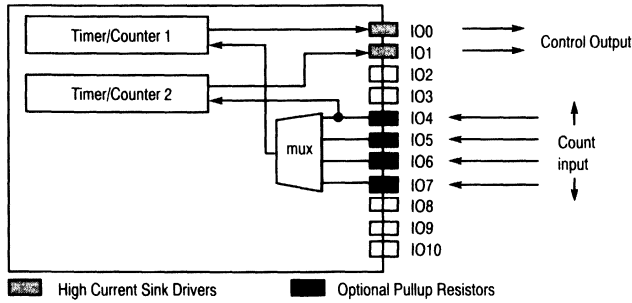 Timer/Counter 1
Timer/Counter 2
mux
IO0
IO1
IO2
IO3
IO4
IO5
IO6
IO7
IO8
IO9
IO10
Control Output
Count
input
High Current Sink Drivers
Optional Pullup Resistors